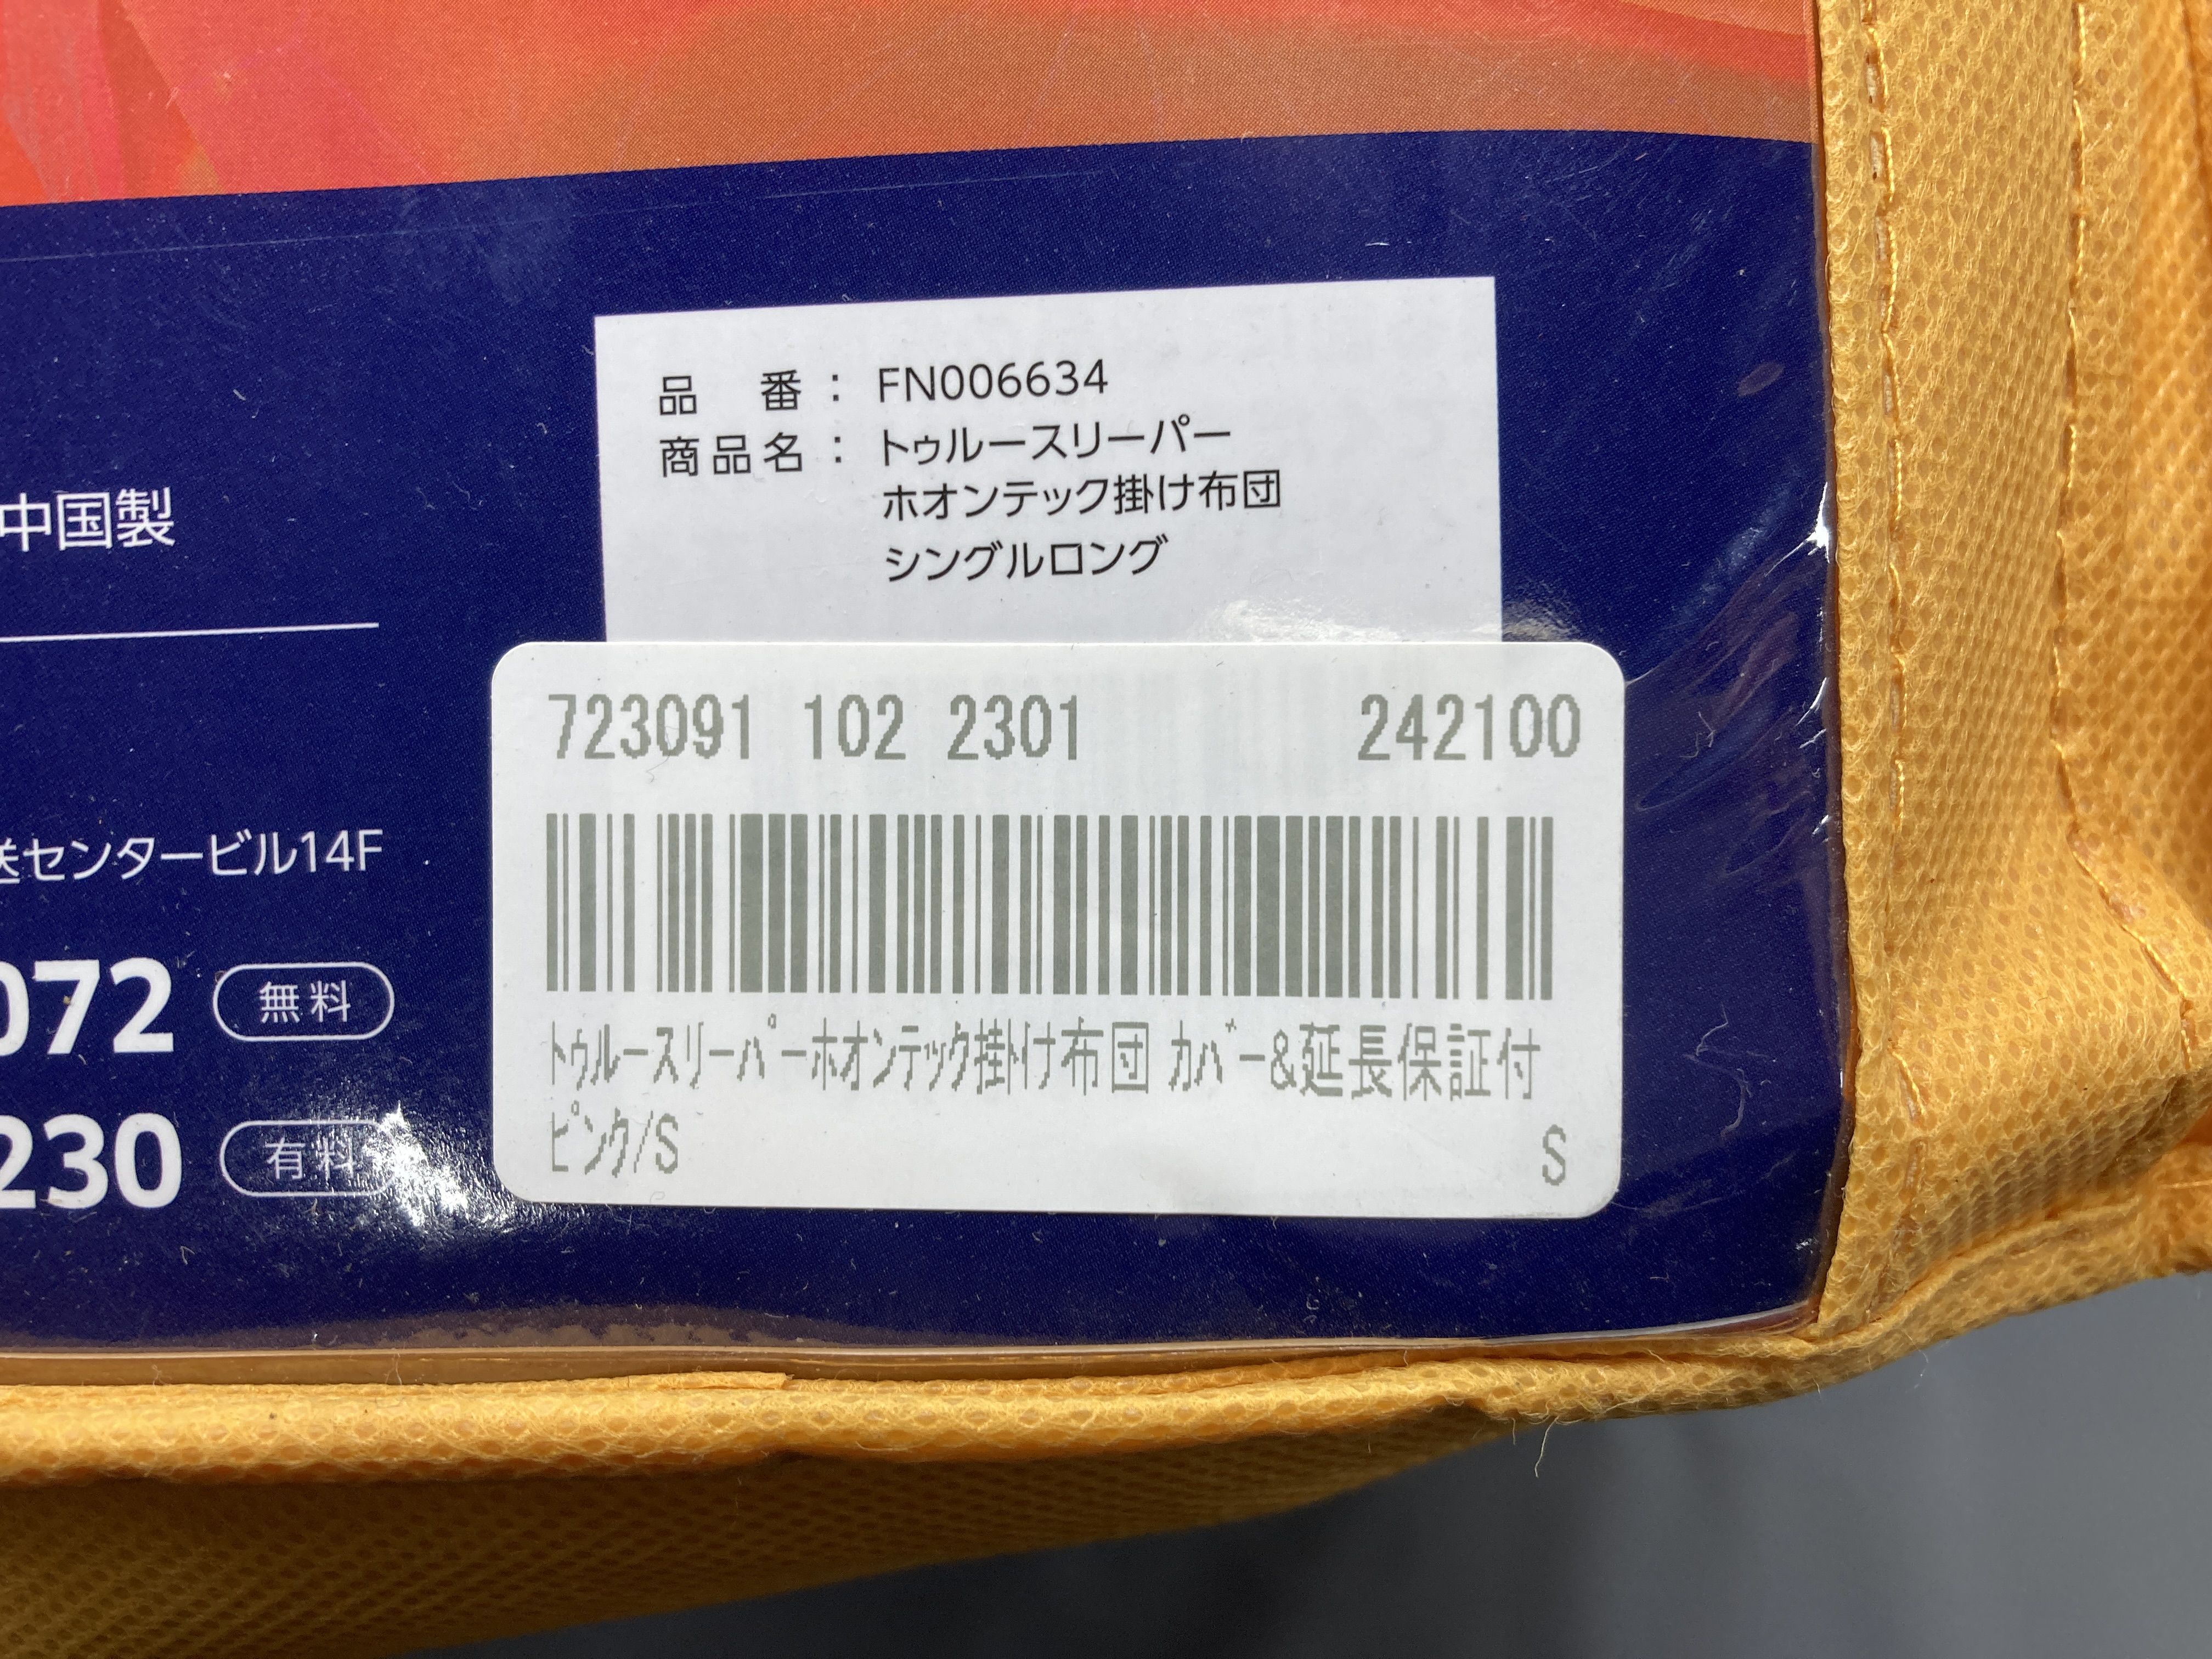 中国製
送センタービル14F
072 無料
230 有料
品 番 : FN006634
商品名 : トゥルースリーパー
ホオンテック掛け布団
シングルロング
723091 102 2301 242100
ﾄｩﾙｰｽﾘｰﾊﾟｰﾎｵﾝﾃｯｸ掛け布団 ｶﾊﾞｰ&延長保証付
ﾋﾟﾝｸ/S S